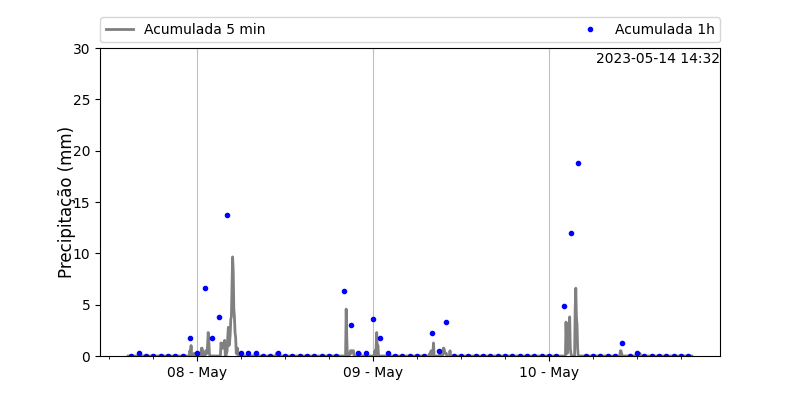 Acumulada 5 min
Acumulada 1h
2023-05-14 14:32
Precipitação (mm)
30
25
20
15
10
5
0
08 - May
09 - May
10 - May